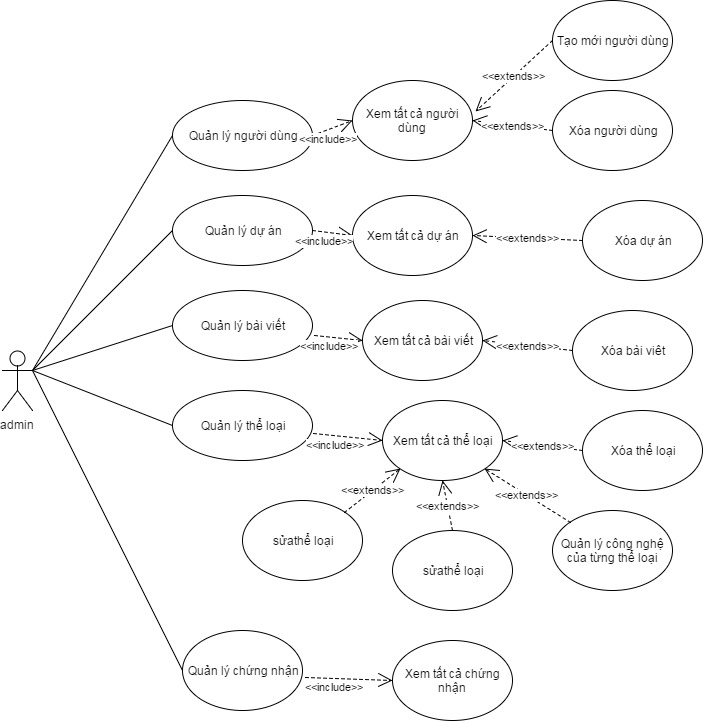 Tạo mới người dùng
<<extends>>
Xem tất cả người
dùng
Quản lý người dùng
<<include>>
<<extends>>
Xóa người dùng
Quản lý dự án
<<include>>
Xem tất cả dự án
<<extends>>
Xóa dự án
Quản lý bài viết
<<include>>
Xem tất cả bài viết
<<extends>>
Xóa bài viêt
admin
Quản lý thể loại
<<include>>
Xem tất cả thể loại
<<extends>>
Xóa thể loại
<<extends>>
<<extends>>
<<extends>>
sửathể loại
sửathể loại
Quản lý công nghệ
của từng thể loại
Quản lý chứng nhận
<<include>>
Xem tất cả chứng
nhận